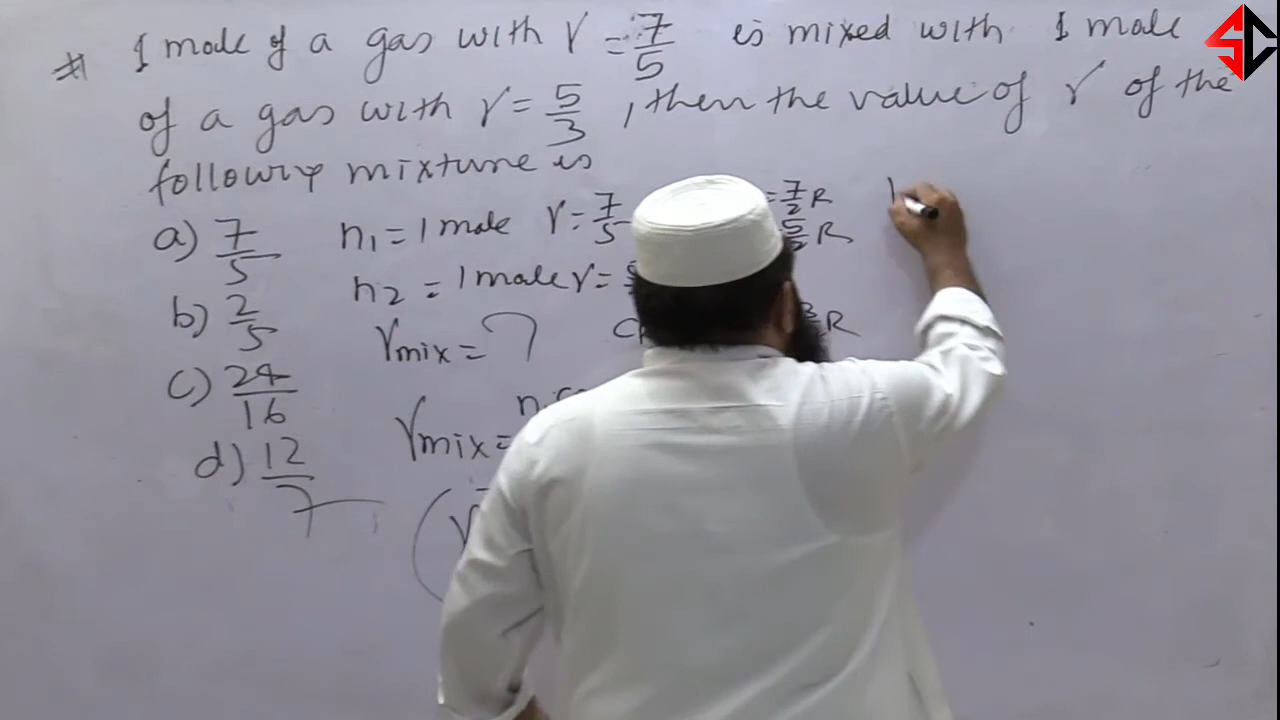 # 1 mole of a gas with γ = 7/5 is mixed with 1 mole
of a gas with γ = 5/3, then the value of γ of the
following mixture is
a) 7/5
b) 2/5
c) 24/16
d) 12/7
n1 = 1 mole γ = 7/5
n2 = 1 mole γ =
γmix = ?
γmix =
= 7/2 R
R
R
SC